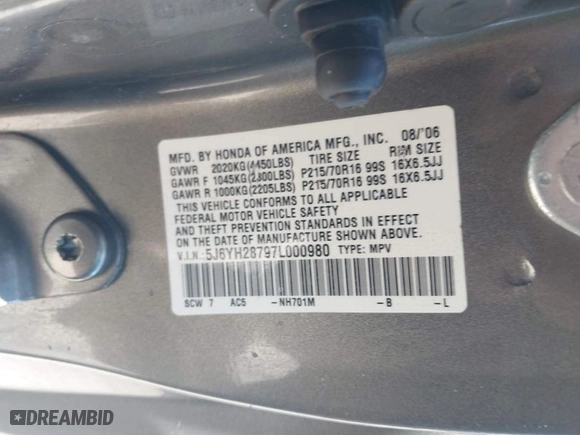 MFD. BY HONDA OF AMERICA MFG., INC. 08/'06
GVWR 2020KG(4450LBS) TIRE SIZE RIM SIZE
GAWR F 1045KG(2300LBS) P215/70R16 99S 16X6.5JJ
GAWR R 1000KG(2205LBS) P215/70R16 99S 16X6.5JJ
THIS VEHICLE CONFORMS TO ALL APPLICABLE
FEDERAL MOTOR VEHICLE SAFETY
AND THEFT PREVENTION STANDARDS IN EFFECT
ON THE DATE OF MANUFACTURE SHOWN ABOVE.
V.I.N: 5J6YH28797L000980 TYPE: MPV
SCW 7 AC5 -NH701M -B -L
DREAMBID